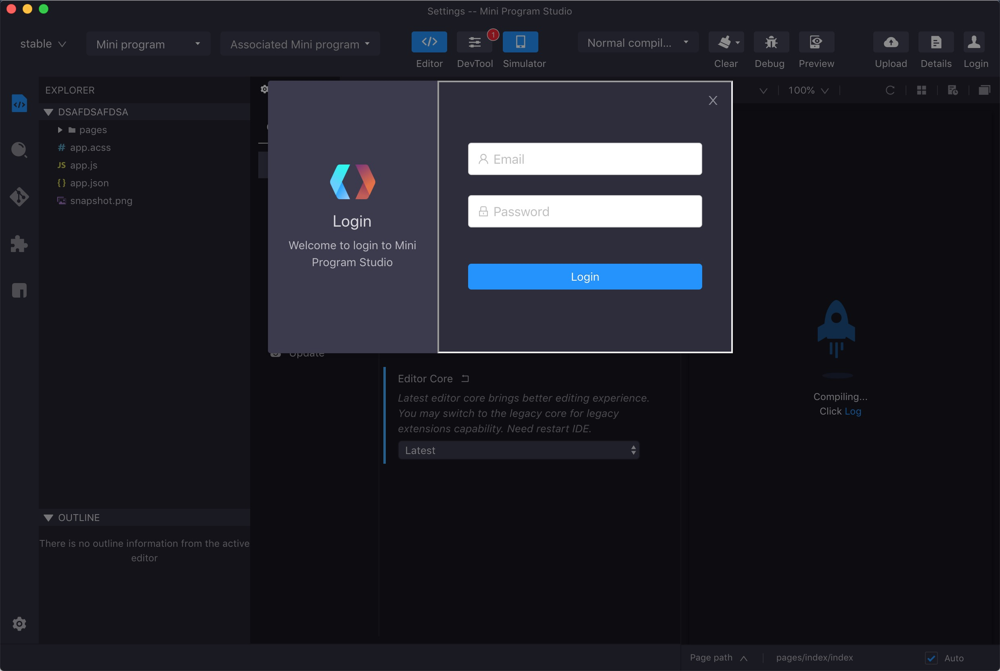 Settings -- Mini Program Studio
stable
Mini program
Associated Mini program
1
Normal compil...
Editor
DevTool
Simulator
Clear
Debug
Preview
Upload
Details
Login
EXPLORER
100%
X
DSAFDSAFDSA
pages
# app.acss
JS app.js
{} app.json
snapshot.png
Email
Password
Login
Welcome to login to Mini
Program Studio
Login
Update
Editor Core
Latest editor core brings better editing experience.
You may switch to the legacy core for legacy
extensions capability. Need restart IDE.
Latest
Compiling...
Click Log
OUTLINE
There is no outline information from the active
editor
Page path
pages/index/index
Auto